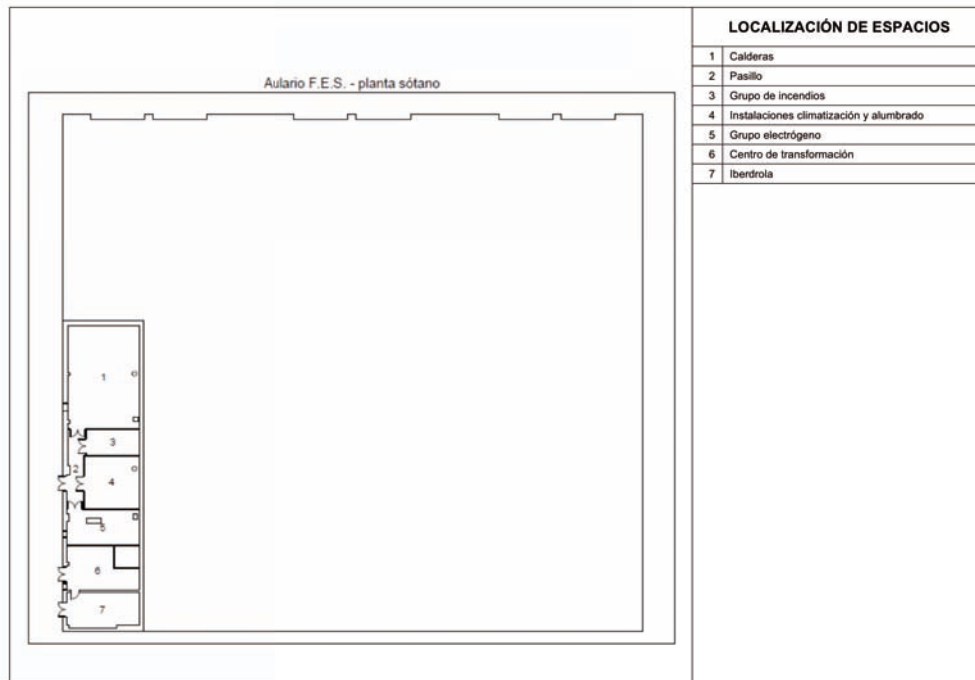 Aulario F.E.S. - planta sótano
1
3
2
4
5
6
7
LOCALIZACIÓN DE ESPACIOS
1 Calderas
2 Pasillo
3 Grupo de incendios
4 Instalaciones climatización y alumbrado
5 Grupo electrógeno
6 Centro de transformación
7 Iberdrola